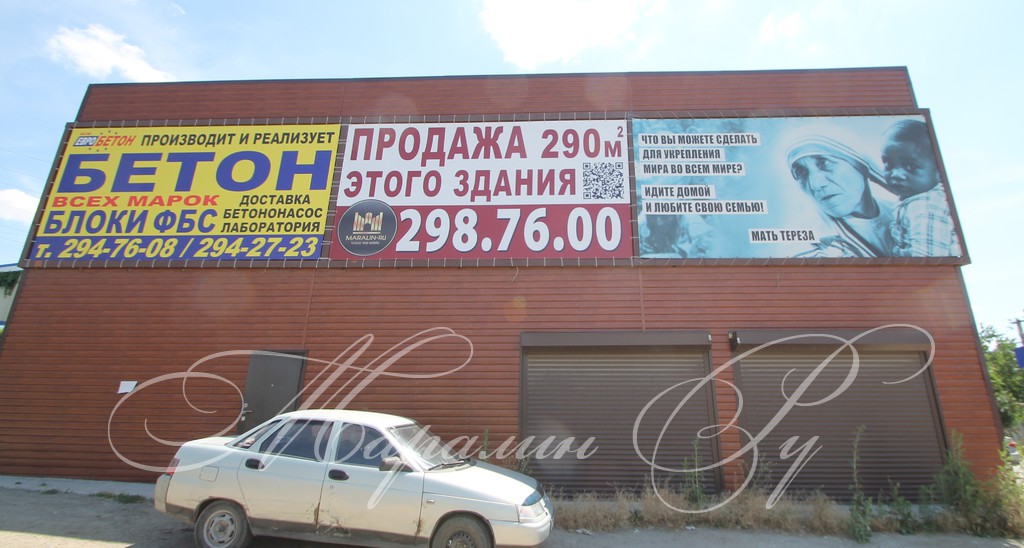 ЕВРОБЕТОН ПРОИЗВОДИТ И РЕАЛИЗУЕТ
БЕТОН
ВСЕХ МАРОК
БЛОКИ ФБС
ДОСТАВКА
БЕТОНОНАСОС
ЛАБОРАТОРИЯ
т. 294-76-08 / 294-27-23
ПРОДАЖА 290м²
ЭТОГО ЗДАНИЯ
MARALIN-RU
298.76.00
ЧТО ВЫ МОЖЕТЕ СДЕЛАТЬ
ДЛЯ УКРЕПЛЕНИЯ
МИРА ВО ВСЕМ МИРЕ?
ИДИТЕ ДОМОЙ
И ЛЮБИТЕ СВОЮ СЕМЬЮ!
МАТЬ ТЕРЕЗА
Маралин Ру